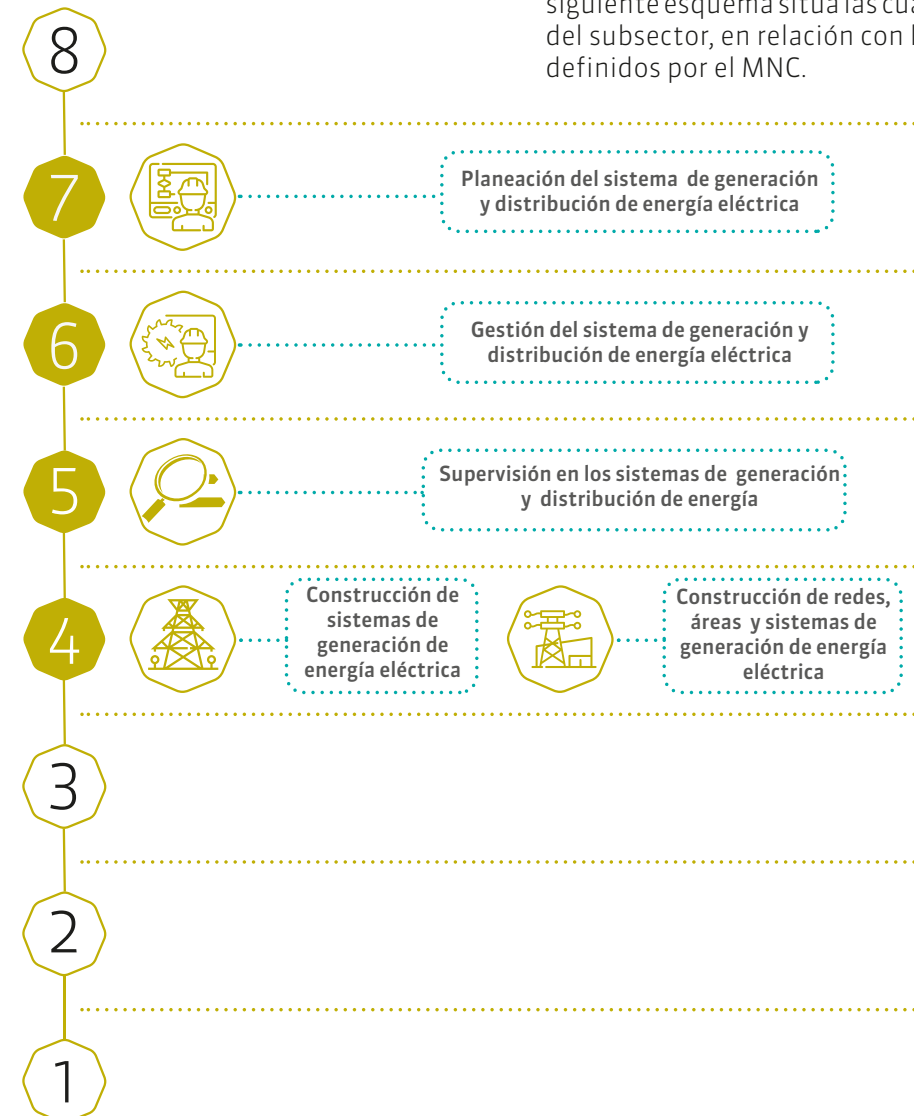 siguiente esquema sitúa las
del subsector, en relación con
definidos por el MNC.
8
7
Planeación del sistema de generación
y distribución de energía eléctrica
6
Gestión del sistema de generación y
distribución de energía eléctrica
5
Supervisión en los sistemas de generación
y distribución de energía
4
Construcción de
sistemas de
generación de
energía eléctrica
Construcción de redes,
áreas y sistemas de
generación de energía
eléctrica
3
2
1